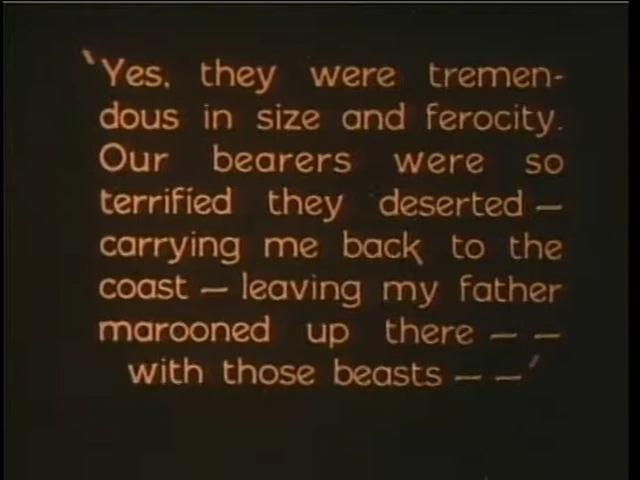 ‛Yes, they were tremen-
dous in size and ferocity.
Our bearers were so
terrified they deserted —
carrying me back to the
coast — leaving my father
marooned up there — —
with those beasts — —’